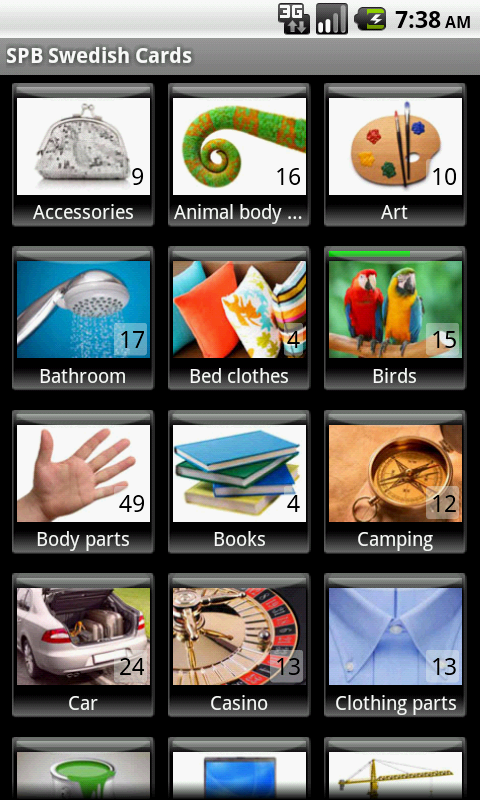 3G 7:38 AM
SPB Swedish Cards
9 16 10
Accessories Animal body ... Art
17 4 15
Bathroom Bed clothes Birds
49 4 12
Body parts Books Camping
24 13 13
Car Casino Clothing parts